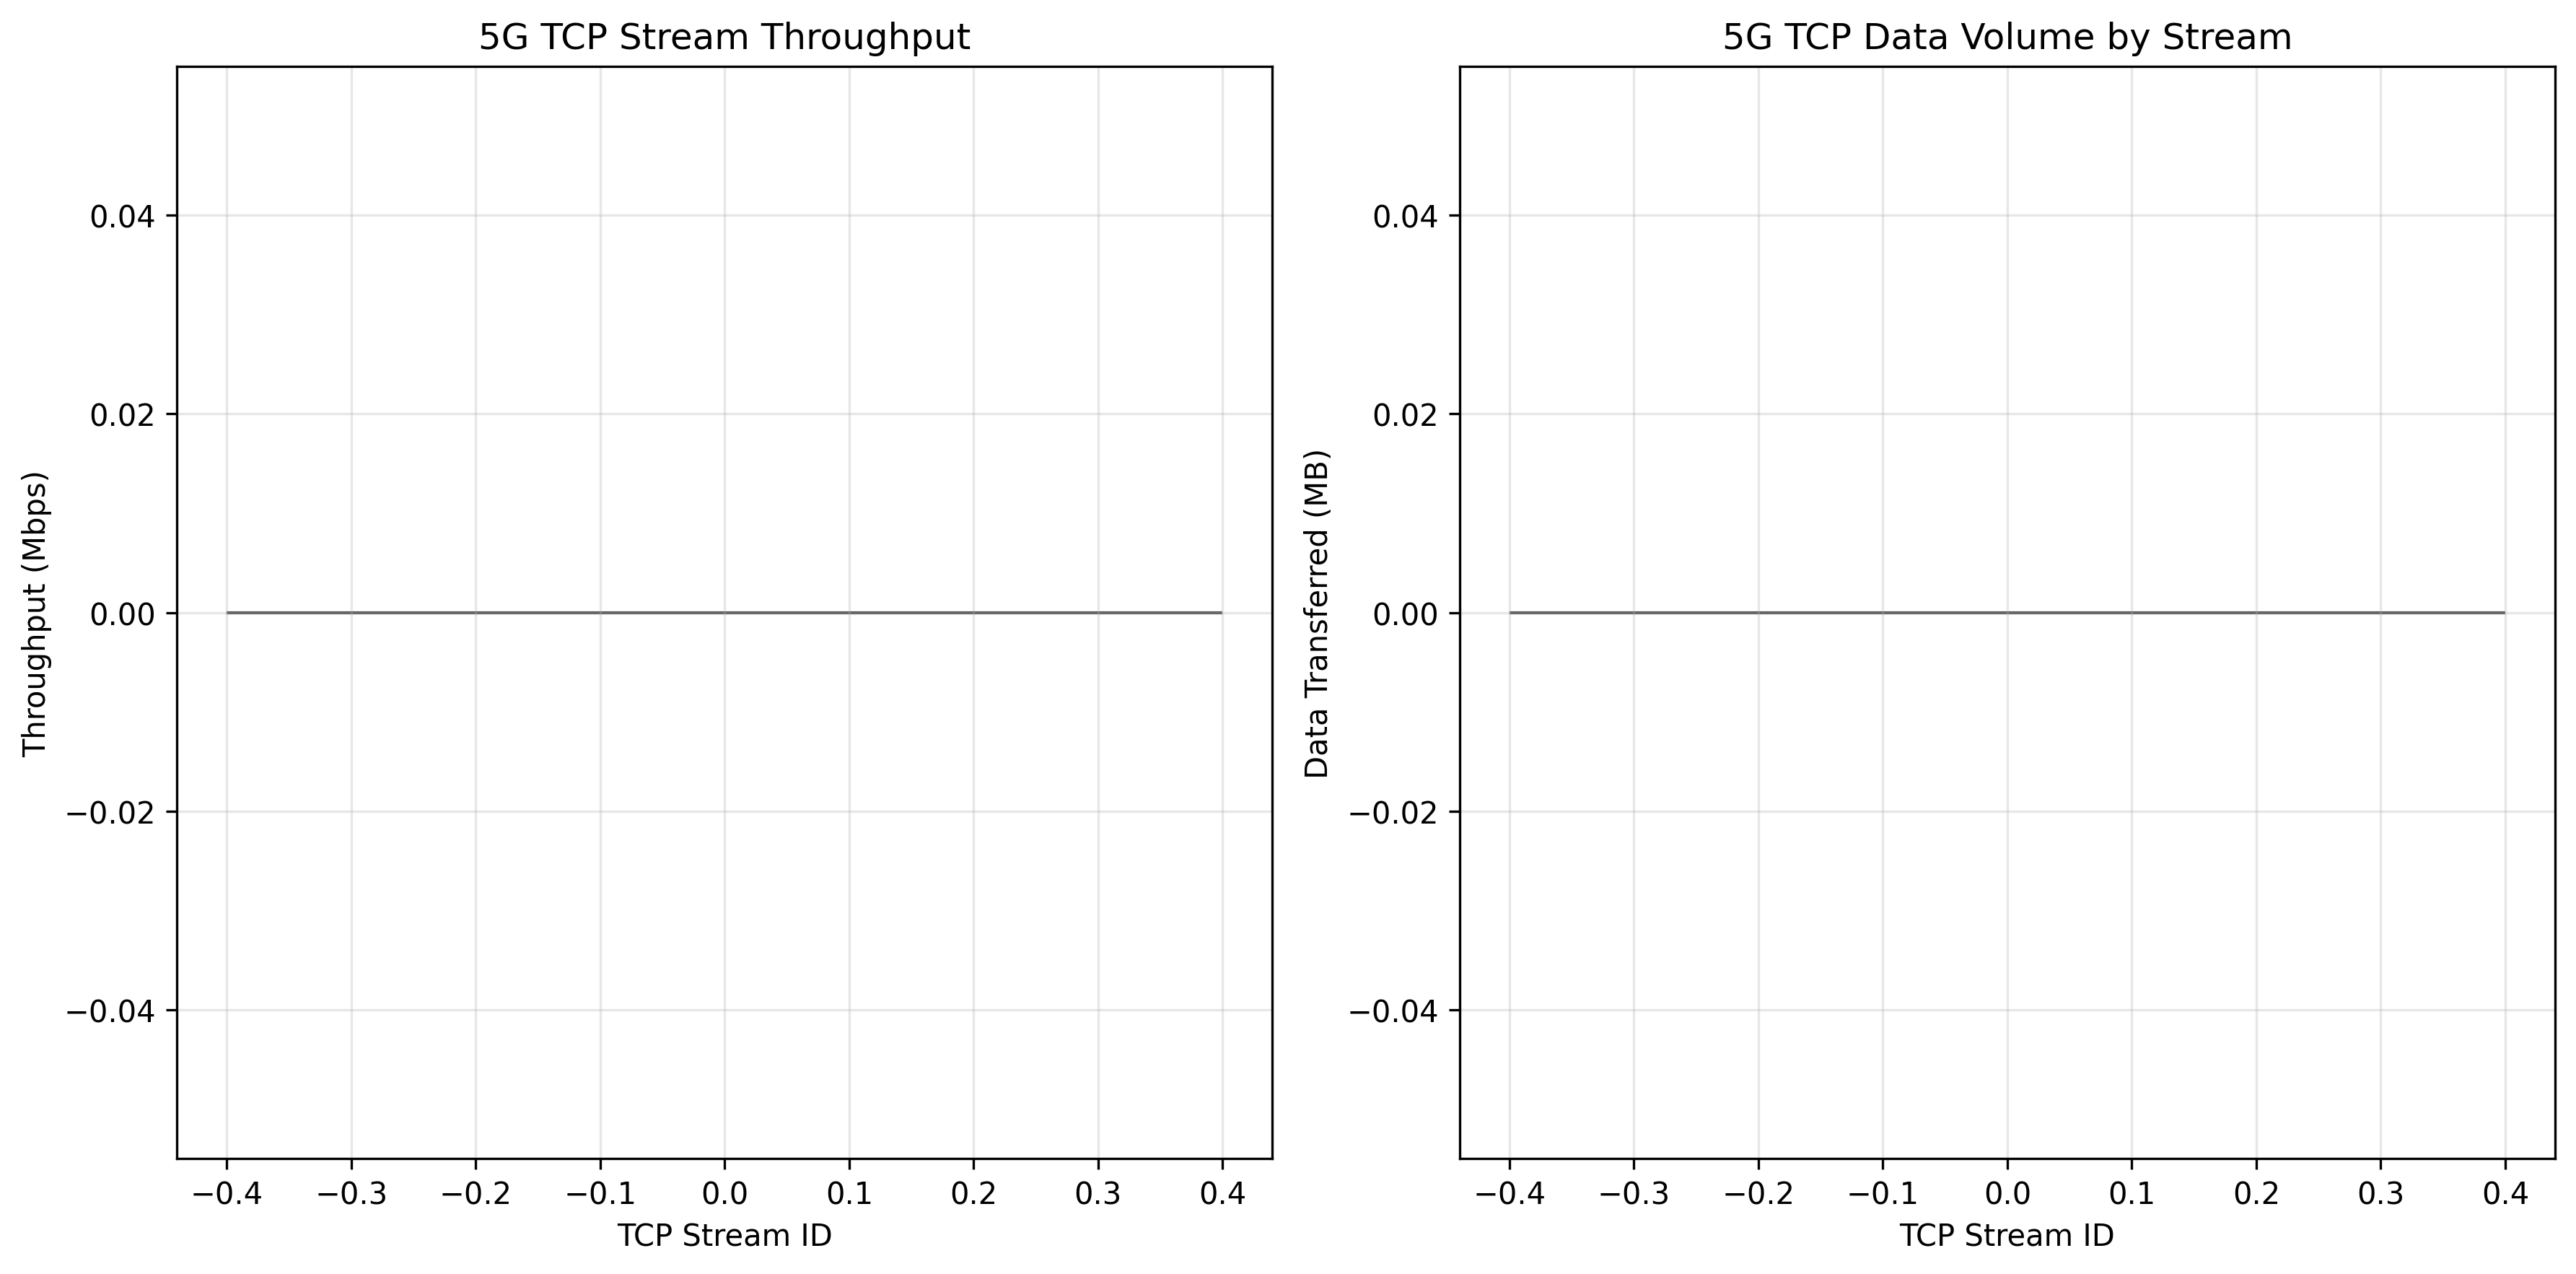 5G TCP Stream Throughput
Throughput (Mbps)
0.04
0.02
0.00
−0.02
−0.04
−0.4 −0.3 −0.2 −0.1 0.0 0.1 0.2 0.3 0.4
TCP Stream ID
5G TCP Data Volume by Stream
Data Transferred (MB)
0.04
0.02
0.00
−0.02
−0.04
−0.4 −0.3 −0.2 −0.1 0.0 0.1 0.2 0.3 0.4
TCP Stream ID